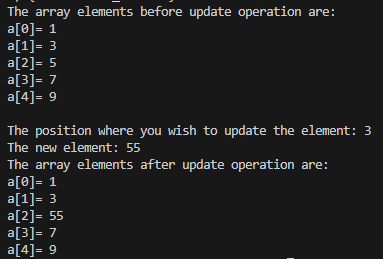 The array elements before update operation are:
a[0]= 1
a[1]= 3
a[2]= 5
a[3]= 7
a[4]= 9
The position where you wish to update the element: 3
The new element: 55
The array elements after update operation are:
a[0]= 1
a[1]= 3
a[2]= 55
a[3]= 7
a[4]= 9